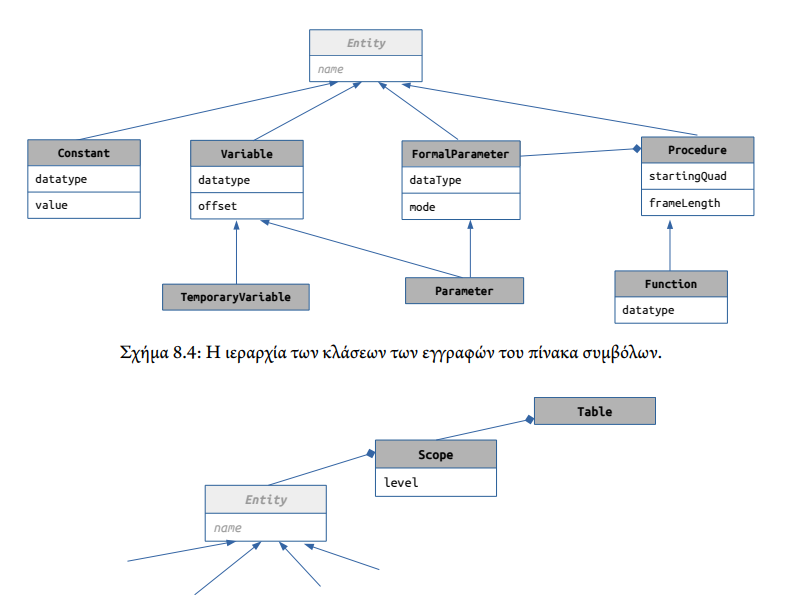 Entity
name
Constant
datatype
value
Variable
datatype
offset
FormalParameter
dataType
mode
Procedure
startingQuad
frameLength
TemporaryVariable
Parameter
Function
datatype
Σχήμα 8.4: Η ιεραρχία των κλάσεων των εγγραφών του πίνακα συμβόλων.
Table
Scope
level
Entity
name